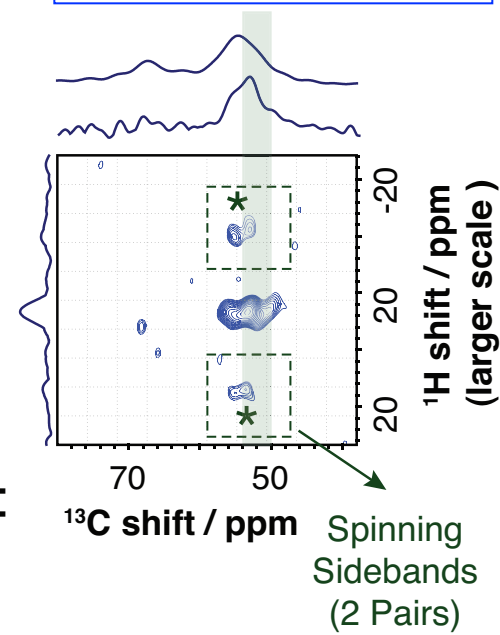 *
-20
20
20
*
¹H shift / ppm
(larger scale )
70 50
¹³C shift / ppm
Spinning
Sidebands
(2 Pairs)